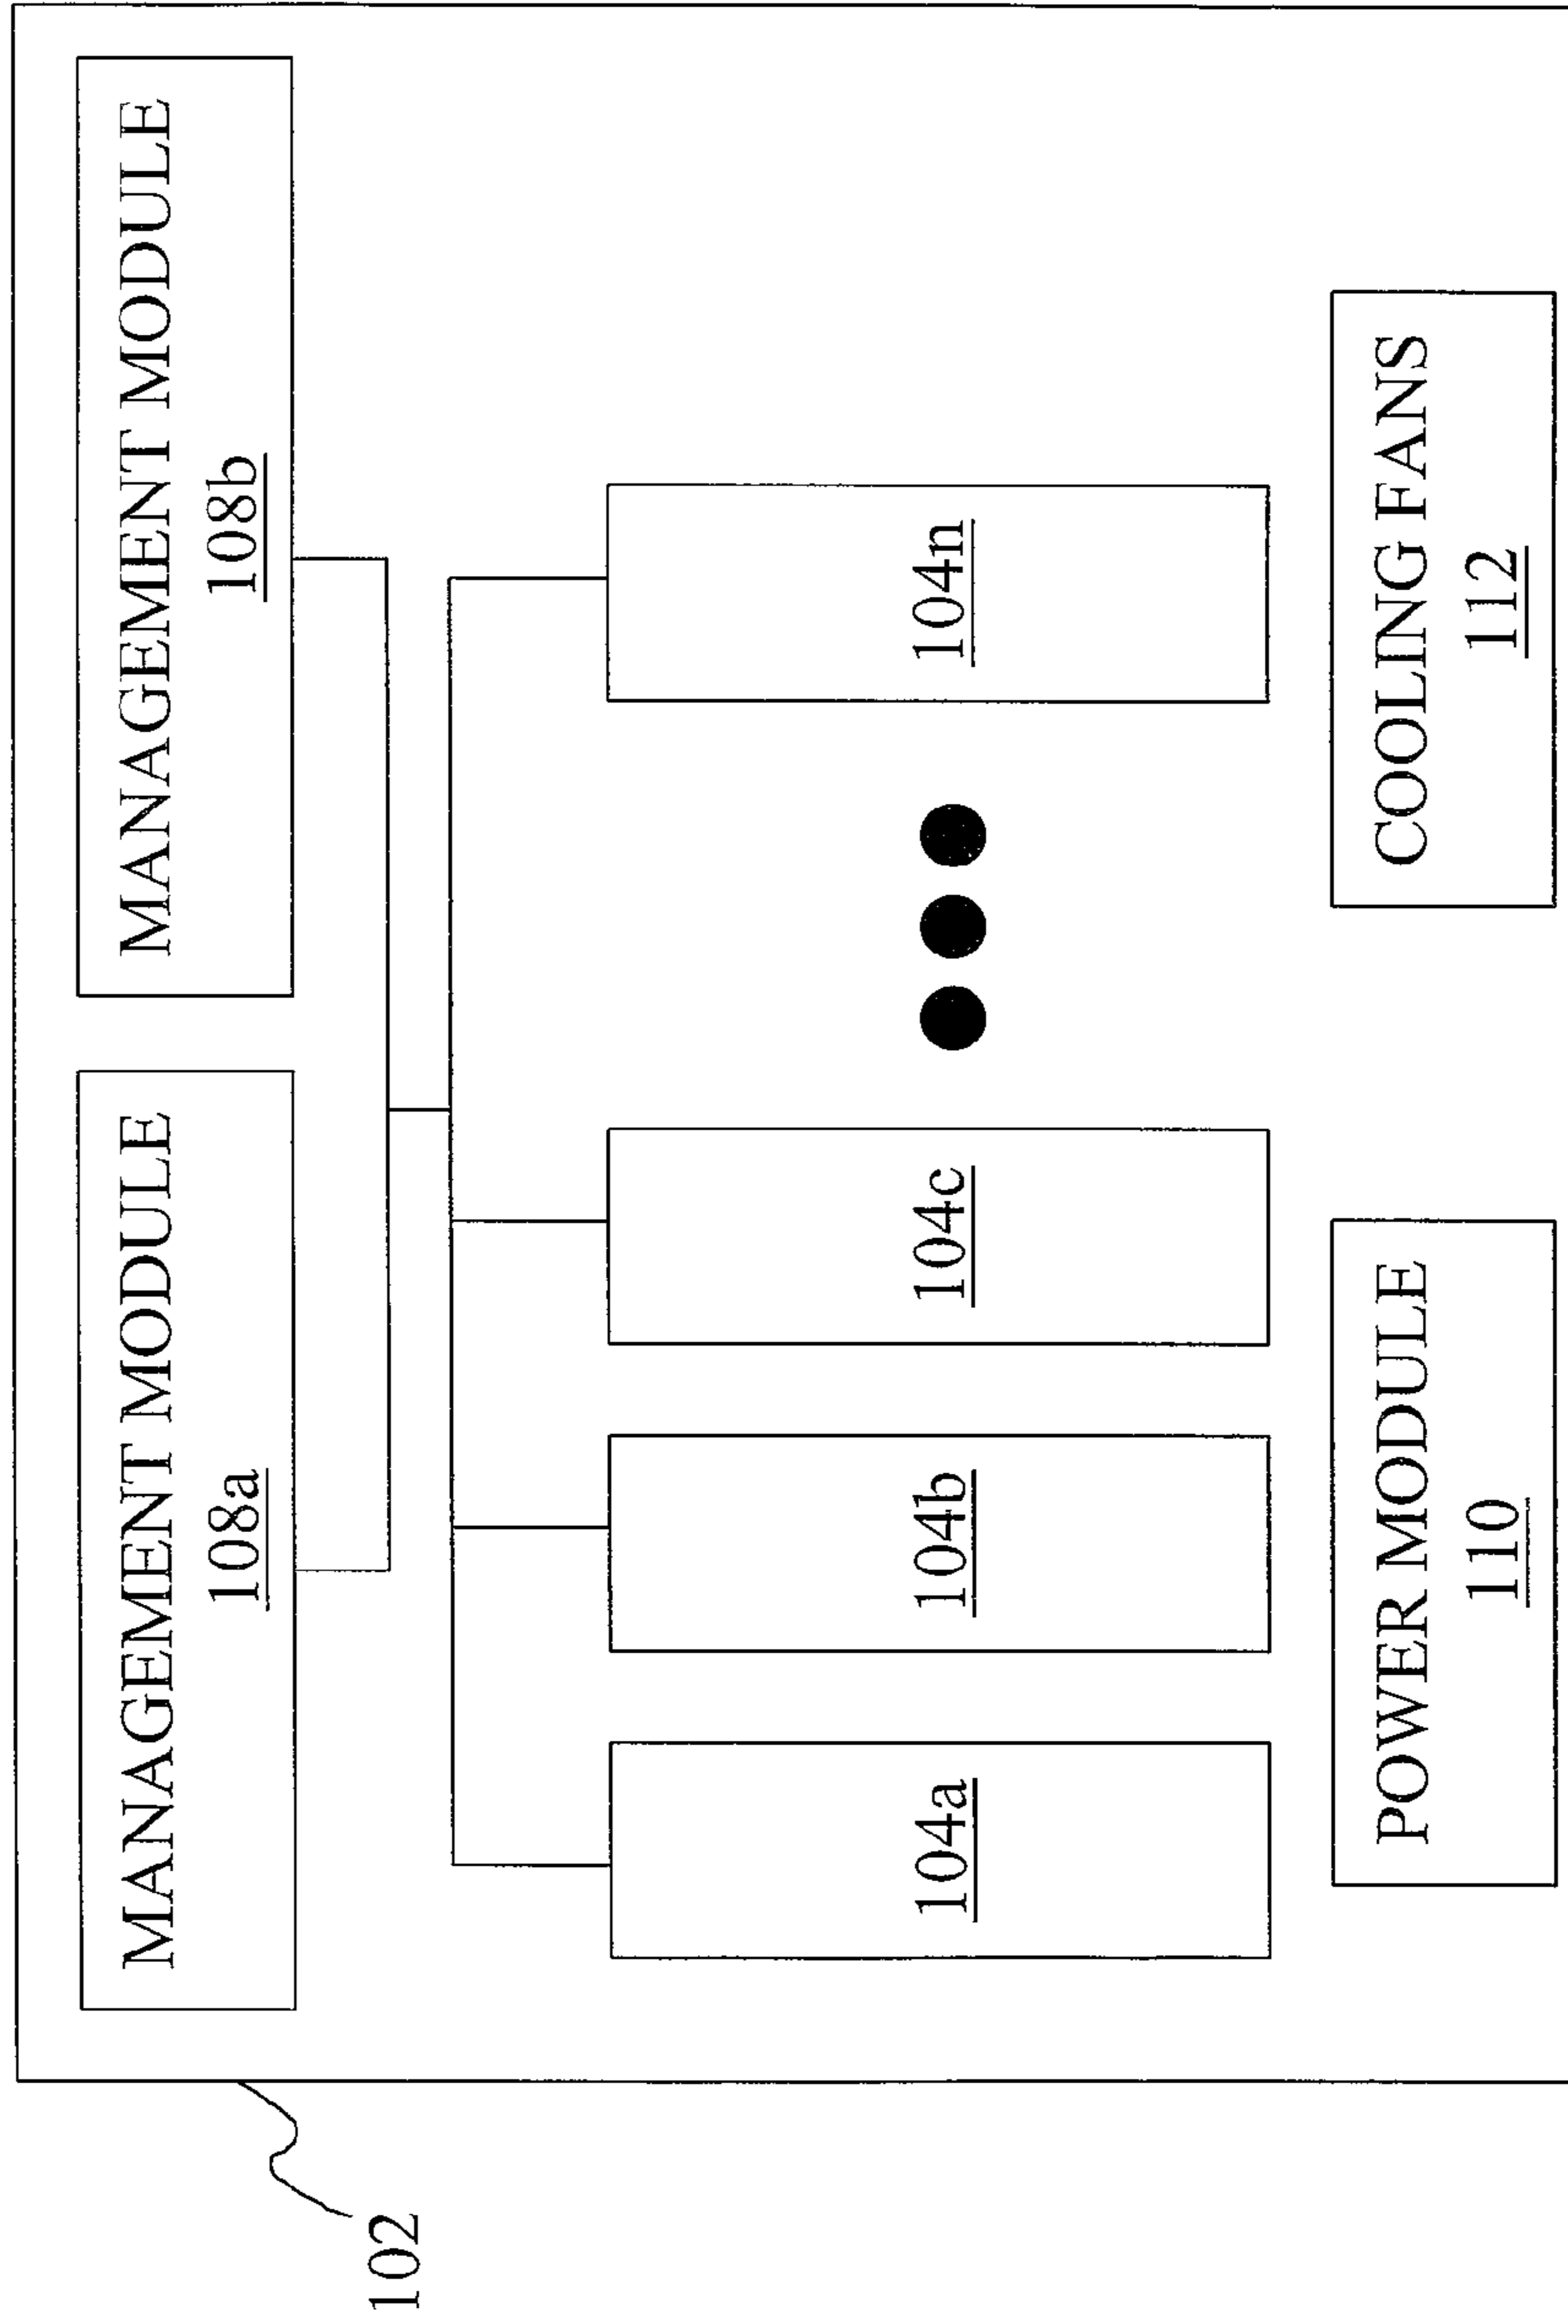 102
MANAGEMENT MODULE
108a
MANAGEMENT MODULE
108b
104a
104b
104c
104n
POWER MODULE
110
COOLING FANS
112